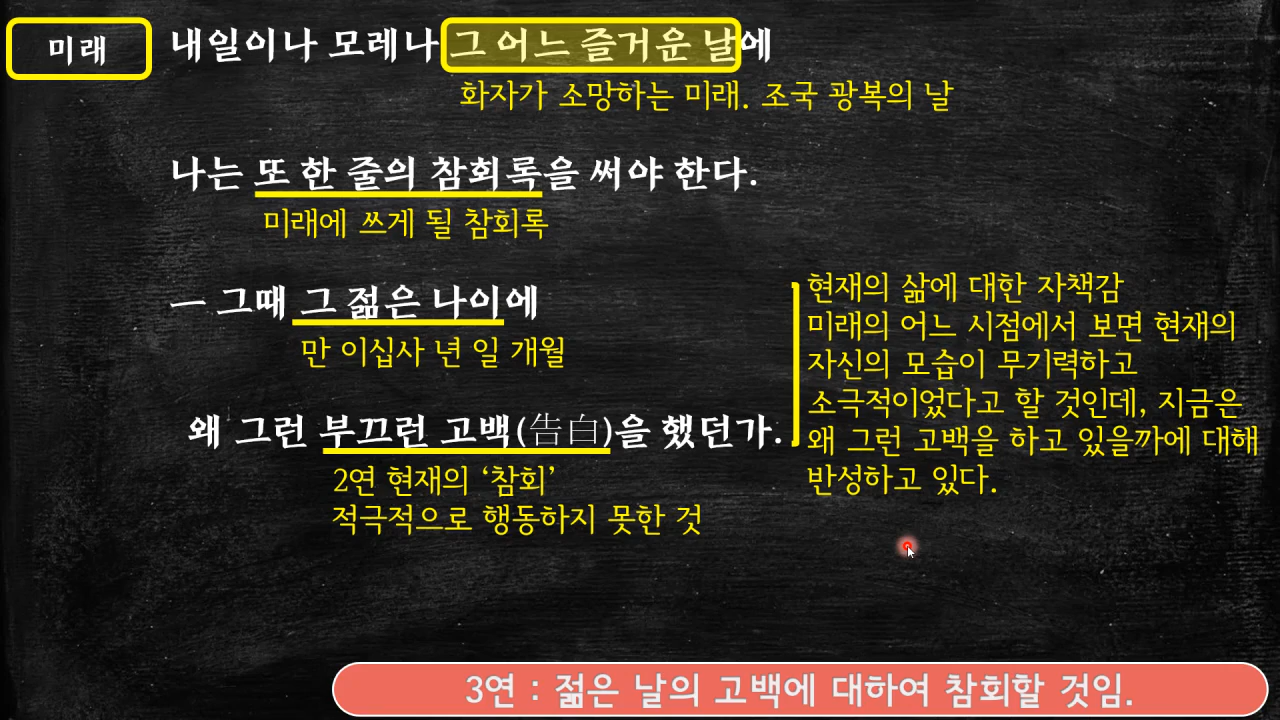 미래
내일이나 모레나 그 어느 즐거운 날에
화자가 소망하는 미래. 조국 광복의 날
나는 또 한 줄의 참회록을 써야 한다.
미래에 쓰게 될 참회록
ㅡ 그때 그 젊은 나이에
만 이십사 년 일 개월
왜 그런 부끄런 고백(告白)을 했던가.
2연 현재의 ‘참회’
적극적으로 행동하지 못한 것
현재의 삶에 대한 자책감
미래의 어느 시점에서 보면 현재의
자신의 모습이 무기력하고
소극적이었다고 할 것인데, 지금은
왜 그런 고백을 하고 있을까에 대해
반성하고 있다.
3연 : 젊은 날의 고백에 대하여 참회할 것임.